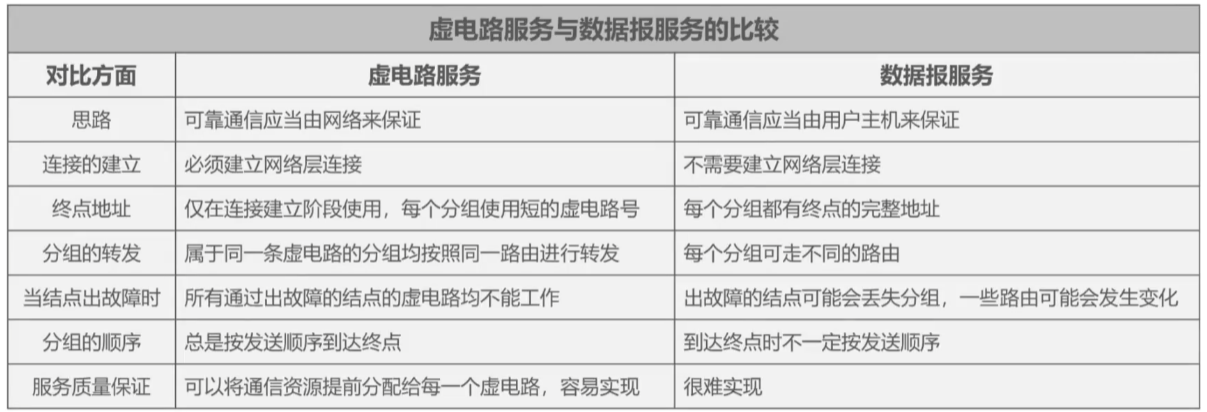 虚电路服务与数据报服务的比较
对比方面 虚电路服务 数据报服务
思路 可靠通信应当由网络来保证 可靠通信应当由用户主机来保证
连接的建立 必须建立网络层连接 不需要建立网络层连接
终点地址 仅在连接建立阶段使用，每个分组使用短的虚电路号 每个分组都有终点的完整地址
分组的转发 属于同一条虚电路的分组均按照同一路由进行转发 每个分组可走不同的路由
当结点出故障时 所有通过出故障的结点的虚电路均不能工作 出故障的结点可能会丢失分组，一些路由可能会发生变化
分组的顺序 总是按发送顺序到达终点 到达终点时不一定按发送顺序
服务质量保证 可以将通信资源提前分配给每一个虚电路，容易实现 很难实现